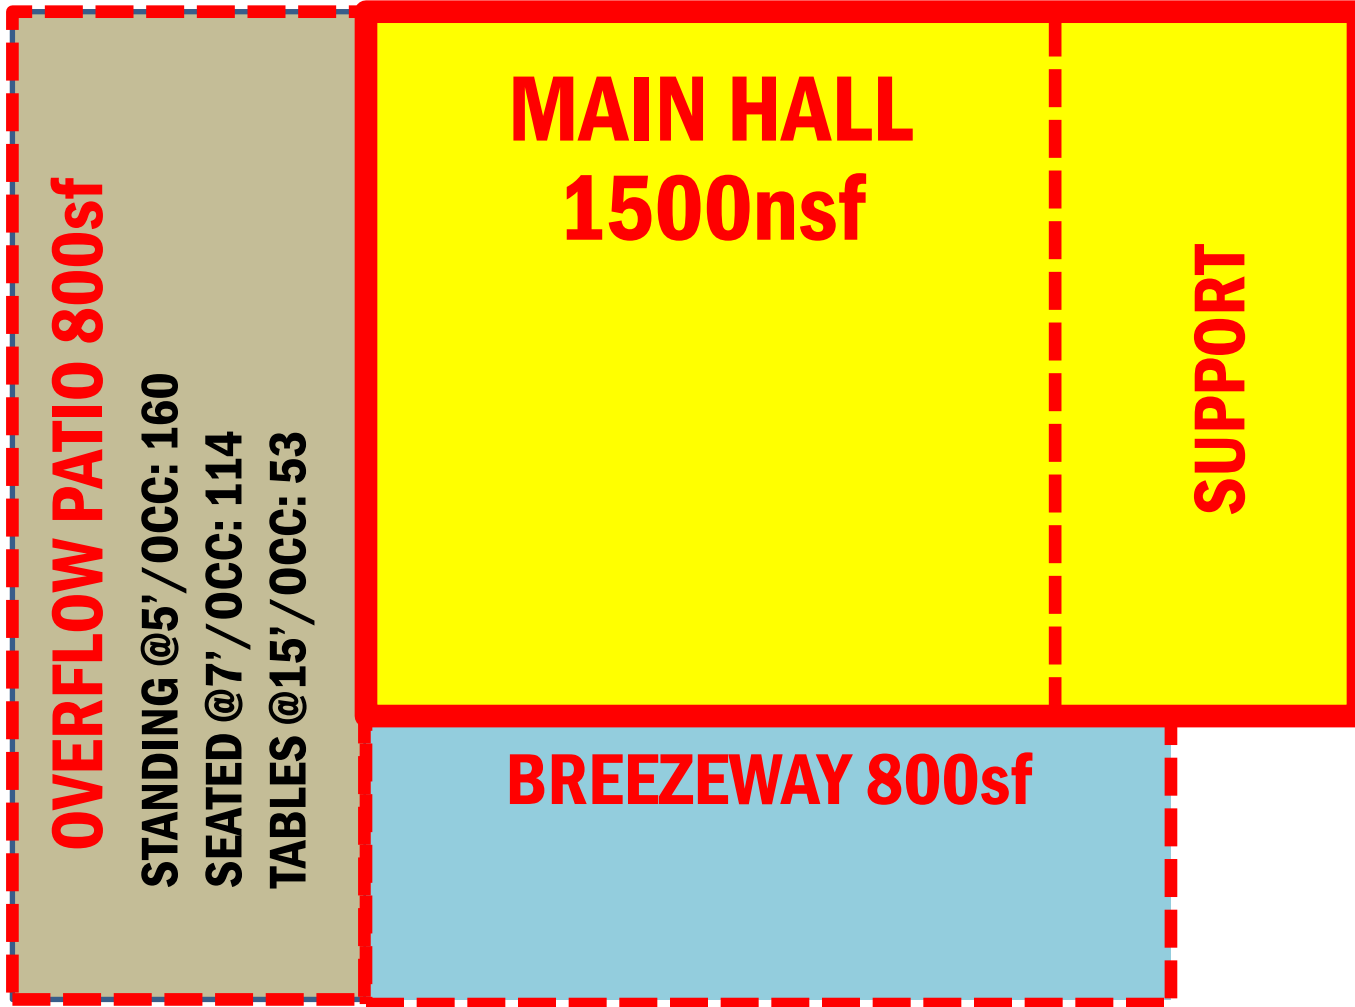 OVERFLOW PATIO 800sf
STANDING @5’/OCC: 160
SEATED @7’/OCC: 114
TABLES @15’/OCC: 53
MAIN HALL
1500nsf
SUPPORT
BREEZEWAY 800sf